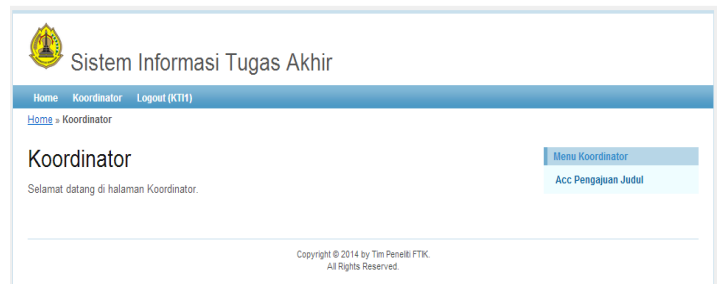 Sistem Informasi Tugas Akhir
Home Koordinator Logout (KTI1)
Home » Koordinator
Koordinator
Selamat datang di halaman Koordinator.
Menu Koordinator
Acc Pengajuan Judul
Copyright © 2014 by Tim Peneliti FTIK.
All Rights Reserved.